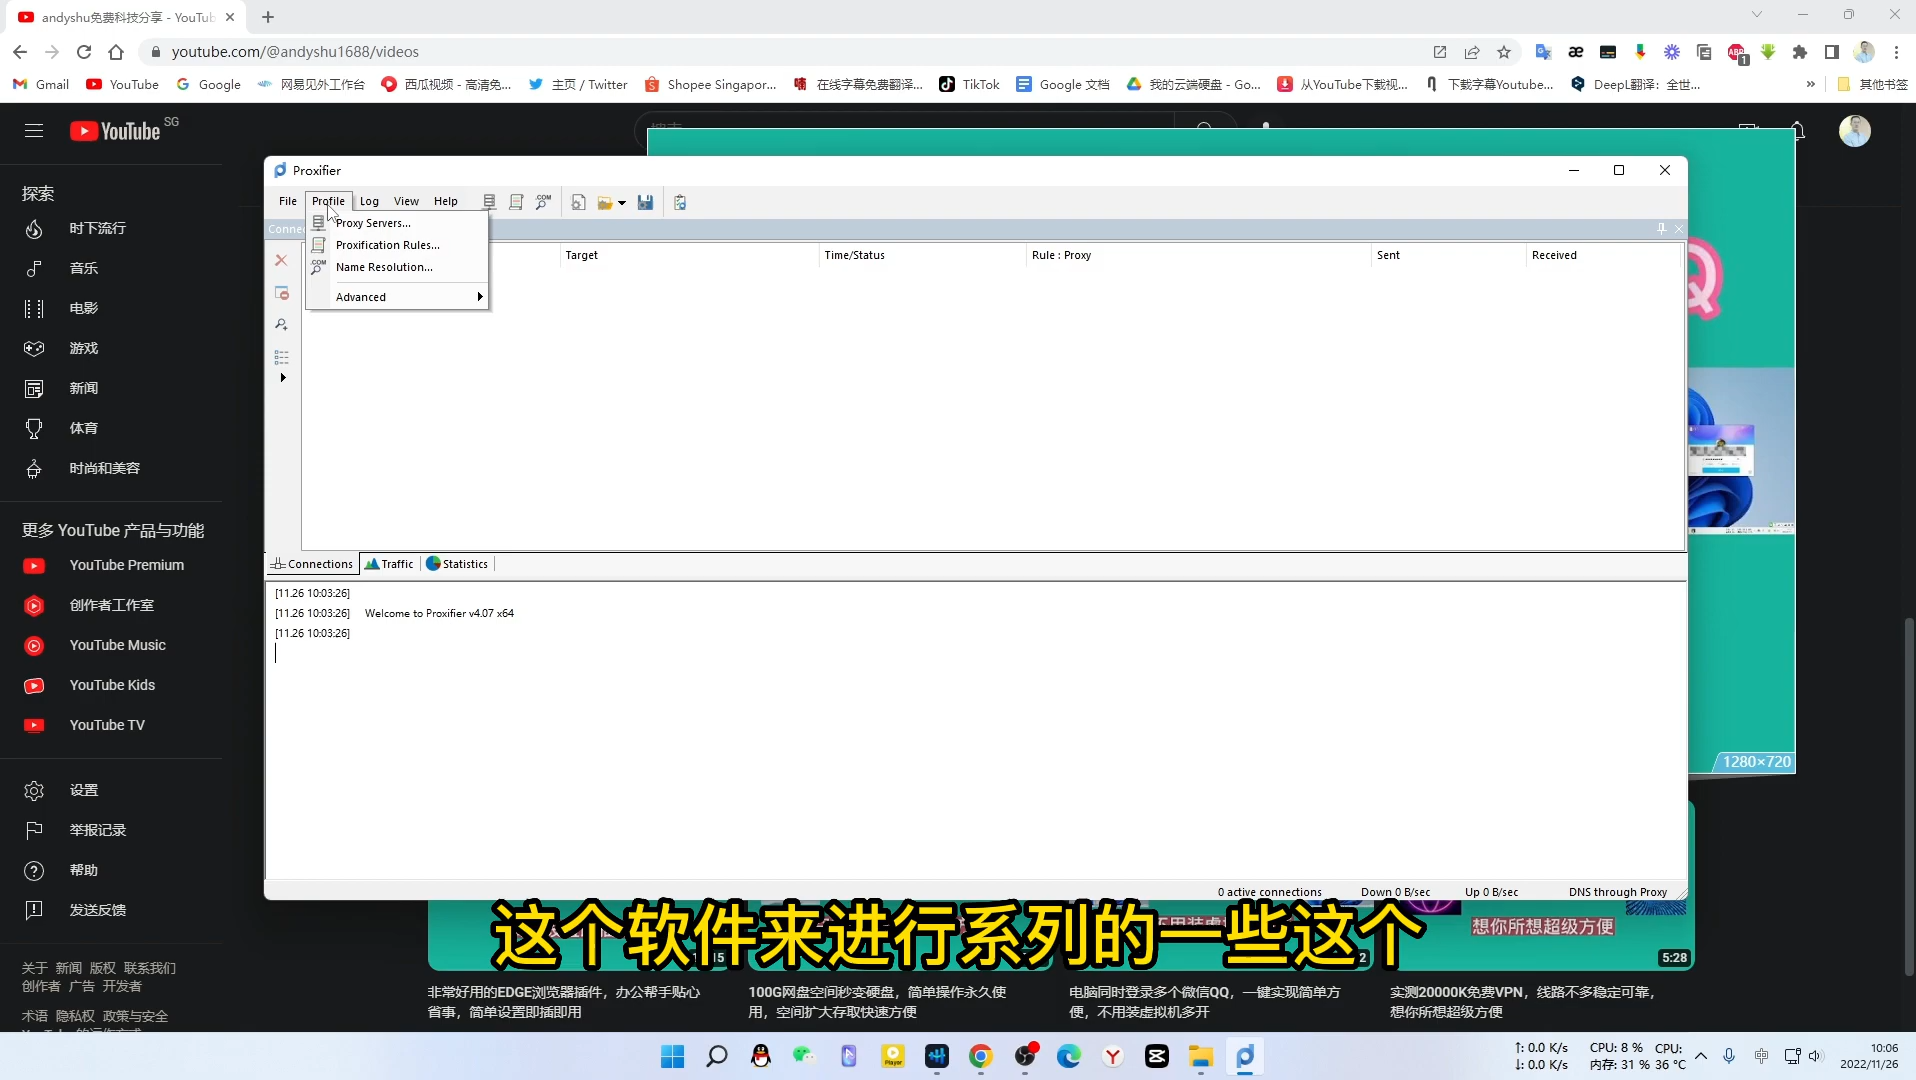 andyshu免费科技分享 - YouTub
youtube.com/@andyshu1688/videos
Gmail YouTube Google 网易见外工作台 西瓜视频 - 高清免... 主页 / Twitter Shopee Singapor... 在线字幕免费翻译... TikTok Google 文档 我的云端硬盘 - Go... 从YouTube下载视... 下载字幕Youtube... DeepL翻译：全世... » 其他书签
YouTube SG
探索
时下流行
音乐
电影
游戏
新闻
体育
时尚和美容
更多 YouTube 产品与功能
YouTube Premium
创作者工作室
YouTube Music
YouTube Kids
YouTube TV
设置
举报记录
帮助
发送反馈
关于 新闻 版权 联系我们
创作者 广告 开发者
术语 隐私权 政策与安全
Proxifier
File Profile Log View Help
Proxy Servers...
Proxification Rules...
Name Resolution...
Advanced
Target Time/Status Rule : Proxy Sent Received
Connections Traffic Statistics
[11.26 10:03:26]
[11.26 10:03:26] Welcome to Proxifier v4.07 x64
[11.26 10:03:26]
0 active connections Down 0 B/sec Up 0 B/sec DNS through Proxy
1280×720
这个软件来进行系列的一些这个
想你所想超级方便
5:28
非常好用的EDGE浏览器插件，办公帮手贴心
省事，简单设置即插即用
100G网盘空间秒变硬盘，简单操作永久使
用，空间扩大存取快速方便
电脑同时登录多个微信QQ，一键实现简单方
便，不用装虚拟机多开
实测20000K免费VPN，线路不多稳定可靠，
想你所想超级方便
↑: 0.0 K/s CPU: 8 % CPU:
↓: 0.0 K/s 内存: 31 % 36 °C
中
10:06
2022/11/26